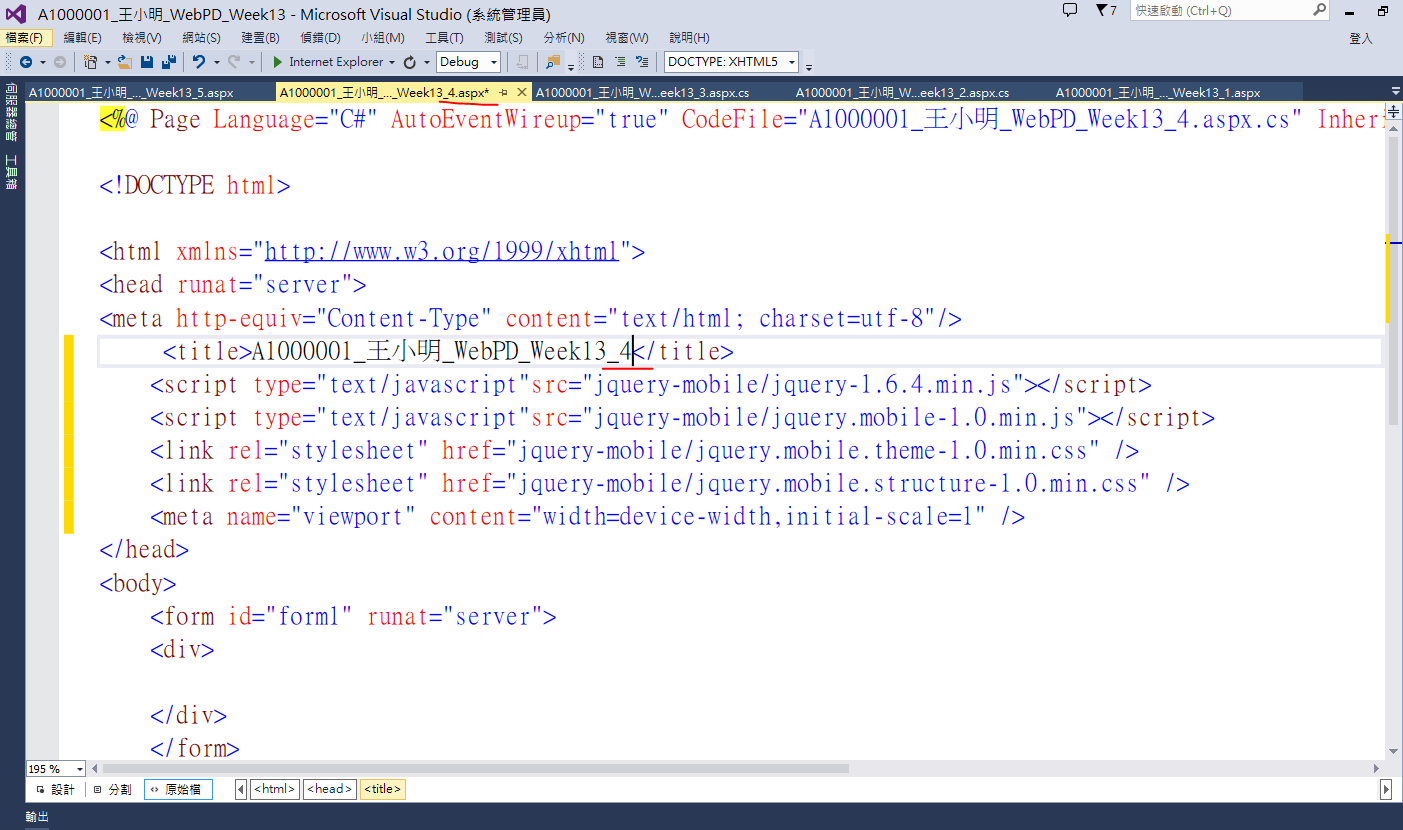 A1000001_王小明_WebPD_Week13 - Microsoft Visual Studio (系統管理員)
7
快速啟動 (Ctrl+Q)
檔案(F) 編輯(E) 檢視(V) 網站(S) 建置(B) 偵錯(D) 小組(M) 工具(T) 測試(S) 分析(N) 視窗(W) 說明(H)
登入
Internet Explorer Debug DOCTYPE: XHTML5
伺服器總管
工具箱
A1000001_王小明_..._Week13_5.aspx A1000001_王小明_..._Week13_4.aspx* A1000001_王小明_W...eek13_3.aspx.cs A1000001_王小明_W...eek13_2.aspx.cs A1000001_王小明_..._Week13_1.aspx
<%@ Page Language="C#" AutoEventWireup="true" CodeFile="A1000001_王小明_WebPD_Week13_4.aspx.cs" Inheri
<!DOCTYPE html>
<html xmlns="http://www.w3.org/1999/xhtml">
<head runat="server">
<meta http-equiv="Content-Type" content="text/html; charset=utf-8"/>
<title>A1000001_王小明_WebPD_Week13_4</title>
<script type="text/javascript"src="jquery-mobile/jquery-1.6.4.min.js"></script>
<script type="text/javascript"src="jquery-mobile/jquery.mobile-1.0.min.js"></script>
<link rel="stylesheet" href="jquery-mobile/jquery.mobile.theme-1.0.min.css" />
<link rel="stylesheet" href="jquery-mobile/jquery.mobile.structure-1.0.min.css" />
<meta name="viewport" content="width=device-width,initial-scale=1" />
</head>
<body>
<form id="form1" runat="server">
<div>
</div>
</form>
195 %
設計 分割 原始檔 <html> <head> <title>
輸出